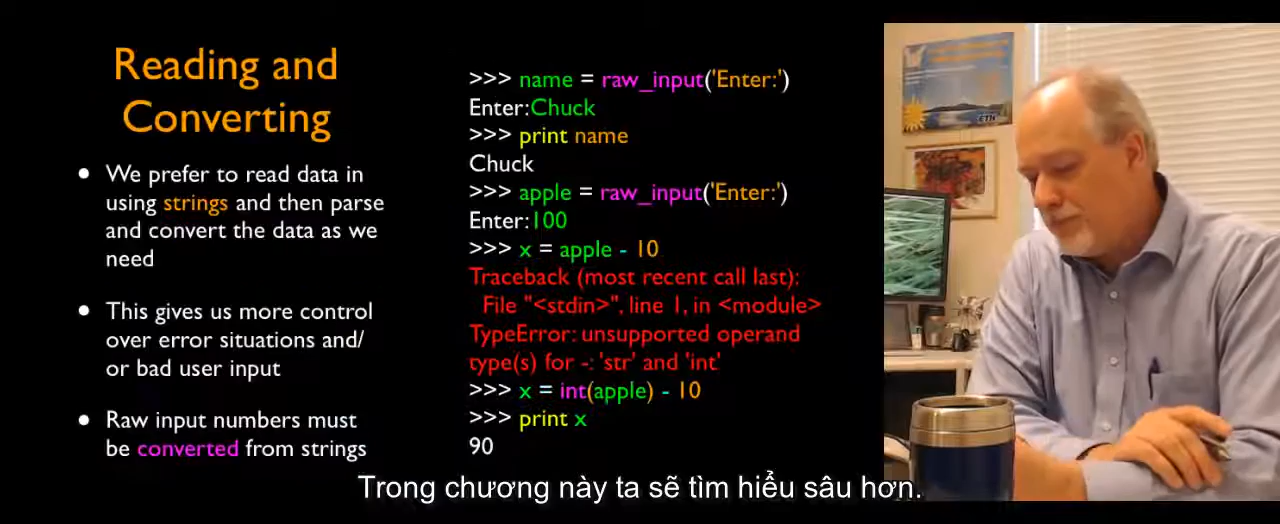 Reading and
Converting
We prefer to read data in
using strings and then parse
and convert the data as we
need
This gives us more control
over error situations and/
or bad user input
Raw input numbers must
be converted from strings
>>> name = raw_input('Enter:')
Enter:Chuck
>>> print name
Chuck
>>> apple = raw_input('Enter:')
Enter:100
>>> x = apple - 10
Traceback (most recent call last):
File "<stdin>", line 1, in <module>
TypeError: unsupported operand
type(s) for -: 'str' and 'int'
>>> x = int(apple) - 10
>>> print x
90
ETH
Trong chương này ta sẽ tìm hiểu sâu hơn.